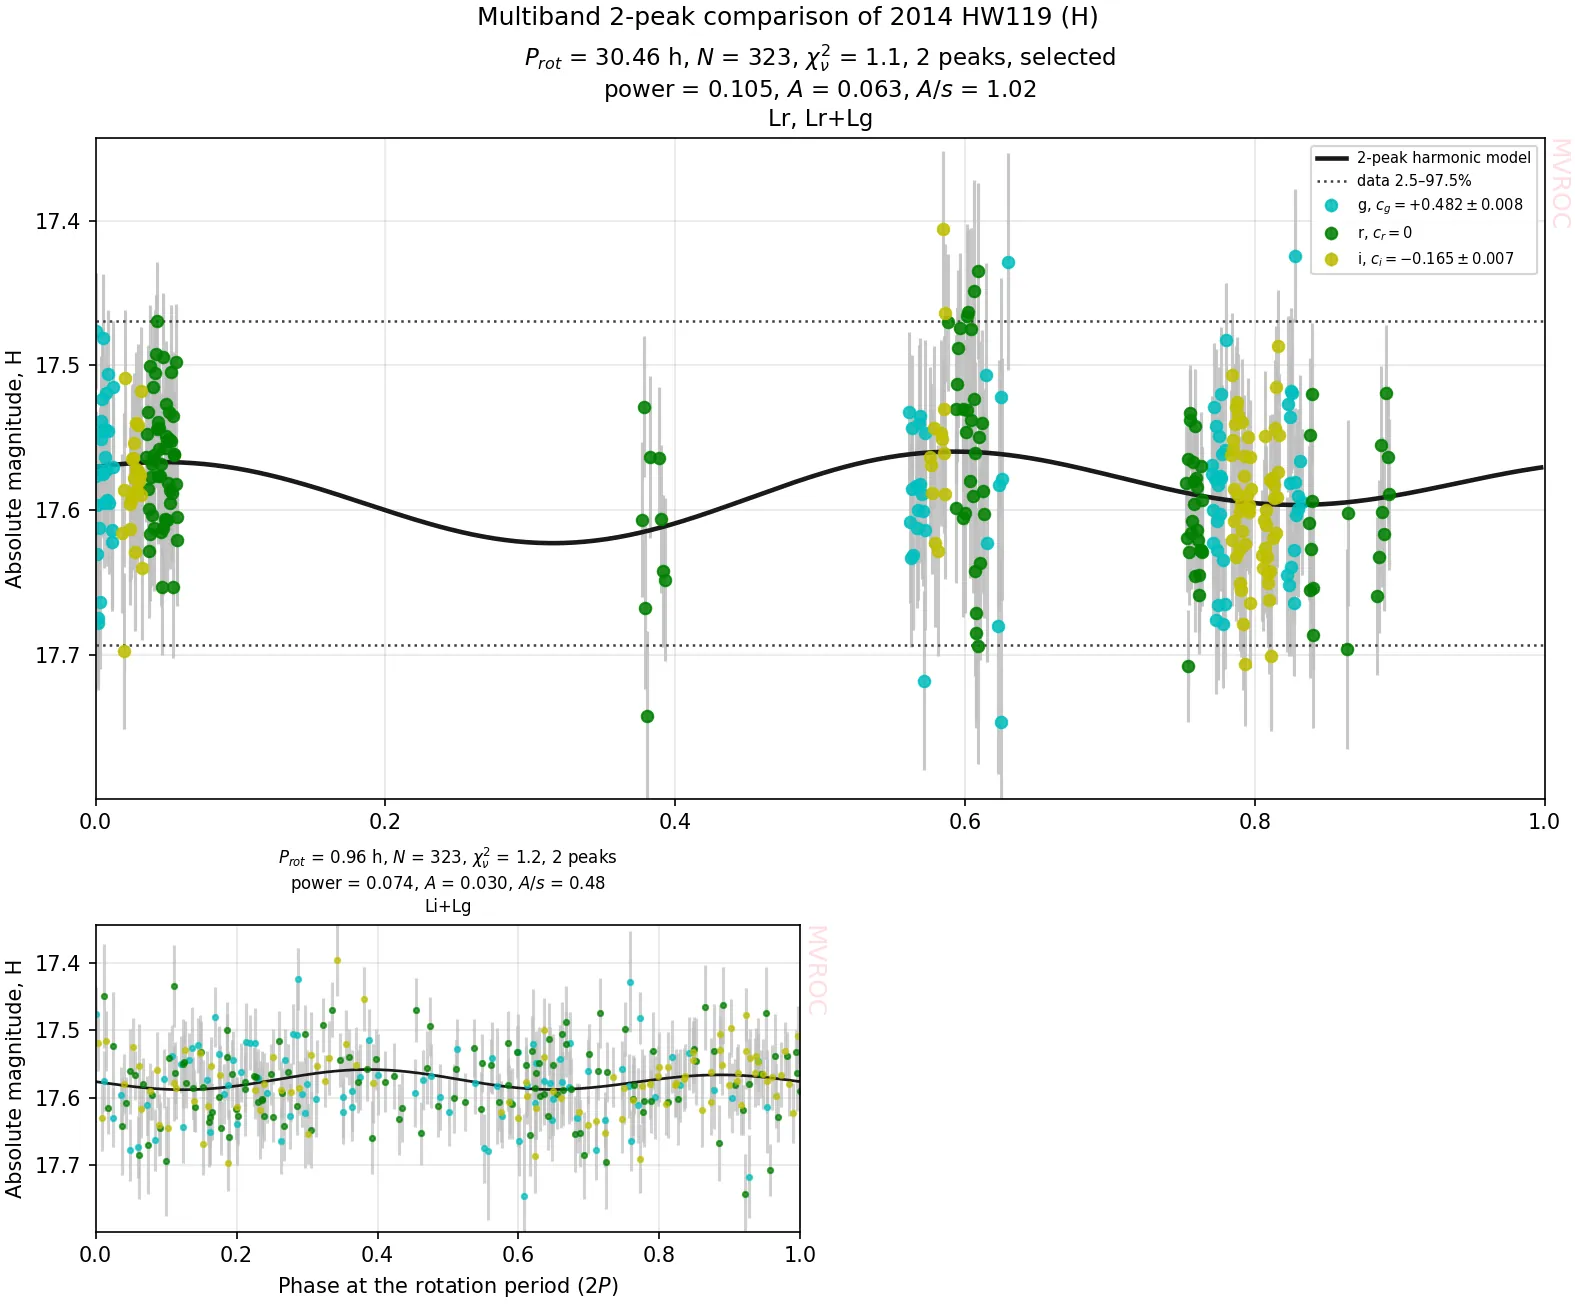 Multiband 2-peak comparison of 2014 HW119 (H)
P_rot = 30.46 h, N = 323, χ²_ν = 1.1, 2 peaks, selected
power = 0.105, A = 0.063, A/s = 1.02
Lr, Lr+Lg
2-peak harmonic model
data 2.5–97.5%
g, c_g = +0.482 ± 0.008
r, c_r = 0
i, c_i = −0.165 ± 0.007
MVROC
Absolute magnitude, H
17.4
17.5
17.6
17.7
0.0 0.2 0.4 0.6 0.8 1.0
P_rot = 0.96 h, N = 323, χ²_ν = 1.2, 2 peaks
power = 0.074, A = 0.030, A/s = 0.48
Li+Lg
MVROC
Absolute magnitude, H
17.4
17.5
17.6
17.7
0.0 0.2 0.4 0.6 0.8 1.0
Phase at the rotation period (2P)